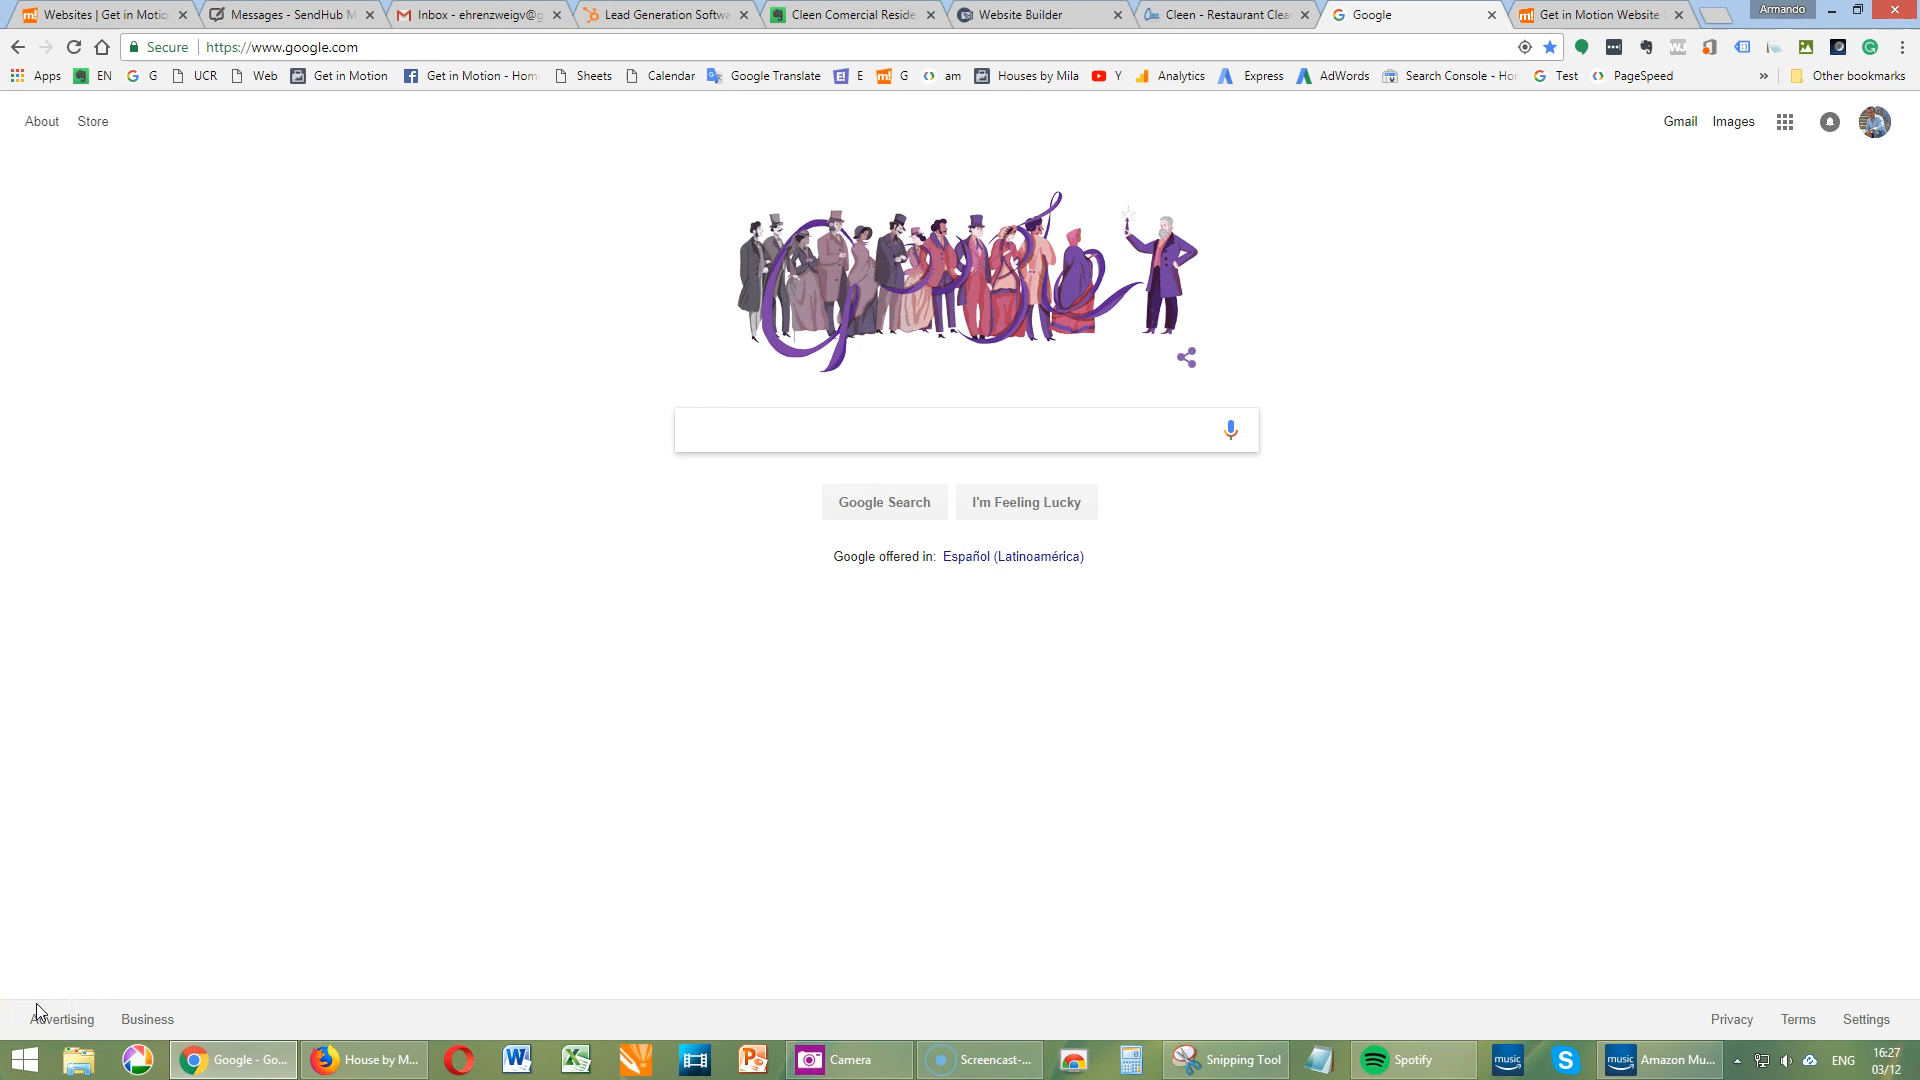 Websites | Get in Motio
Messages - SendHub M
Inbox - ehrenzweigv@g
Lead Generation Softwa
Cleen Comercial Reside
Website Builder
Cleen - Restaurant Clea
Google
Get in Motion Website
Armando
Secure https://www.google.com
Apps EN G UCR Web Get in Motion Get in Motion - Hom Sheets Calendar Google Translate E G am Houses by Mila Y Analytics Express AdWords Search Console - Hor Test PageSpeed » Other bookmarks
About Store
Gmail Images
Google Search I'm Feeling Lucky
Google offered in: Español (Latinoamérica)
Advertising Business
Privacy Terms Settings
Google - Go... House by M... Camera Screencast-... Snipping Tool Spotify music music Amazon Mu... ENG 16:27
03/12